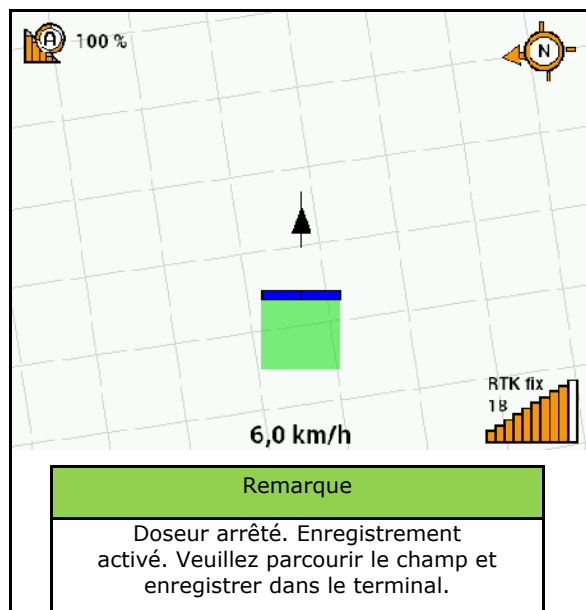 A
100 %
N
RTK fix
18
6,0 km/h
Remarque
Doseur arrêté. Enregistrement
activé. Veuillez parcourir le champ et
enregistrer dans le terminal.